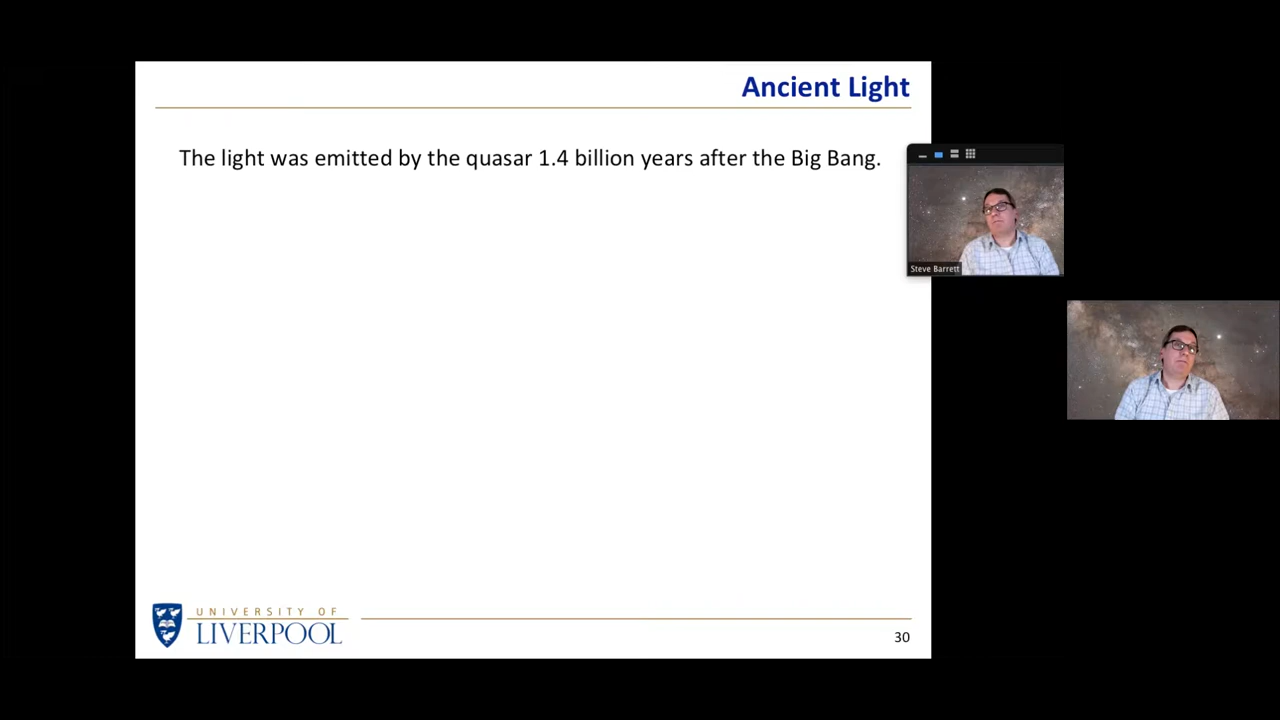 Ancient Light
The light was emitted by the quasar 1.4 billion years after the Big Bang.
Steve Barrett
UNIVERSITY OF
LIVERPOOL
30